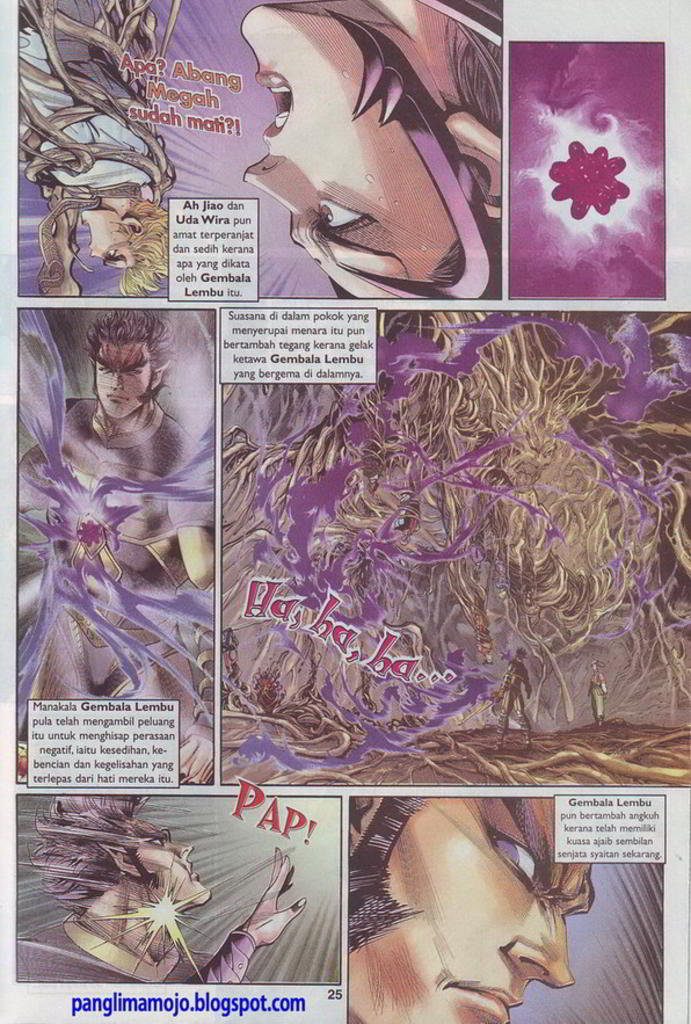 Apa? Abang
Megah
sudah mati?!
Ah Jiao dan
Uda Wira pun
amat terperanjat
dan sedih kerana
apa yang dikata
oleh Gembala
Lembu itu.
Suasana di dalam pokok yang
menyerupai menara itu pun
bertambah tegang kerana gelak
ketawa Gembala Lembu
yang bergema di dalamnya.
Ha, ha, ha...
Manakala Gembala Lembu
pula telah mengambil peluang
itu untuk menghisap perasaan
negatif, iaitu kesedihan, ke-
bencian dan kegelisahan yang
terlepas dari hati mereka itu.
PAP!
Gembala Lembu
pun bertambah angkuh
kerana telah memiliki
kuasa ajaib sembilan
senjata syaitan sekarang.
25
panglimamojo.blogspot.com